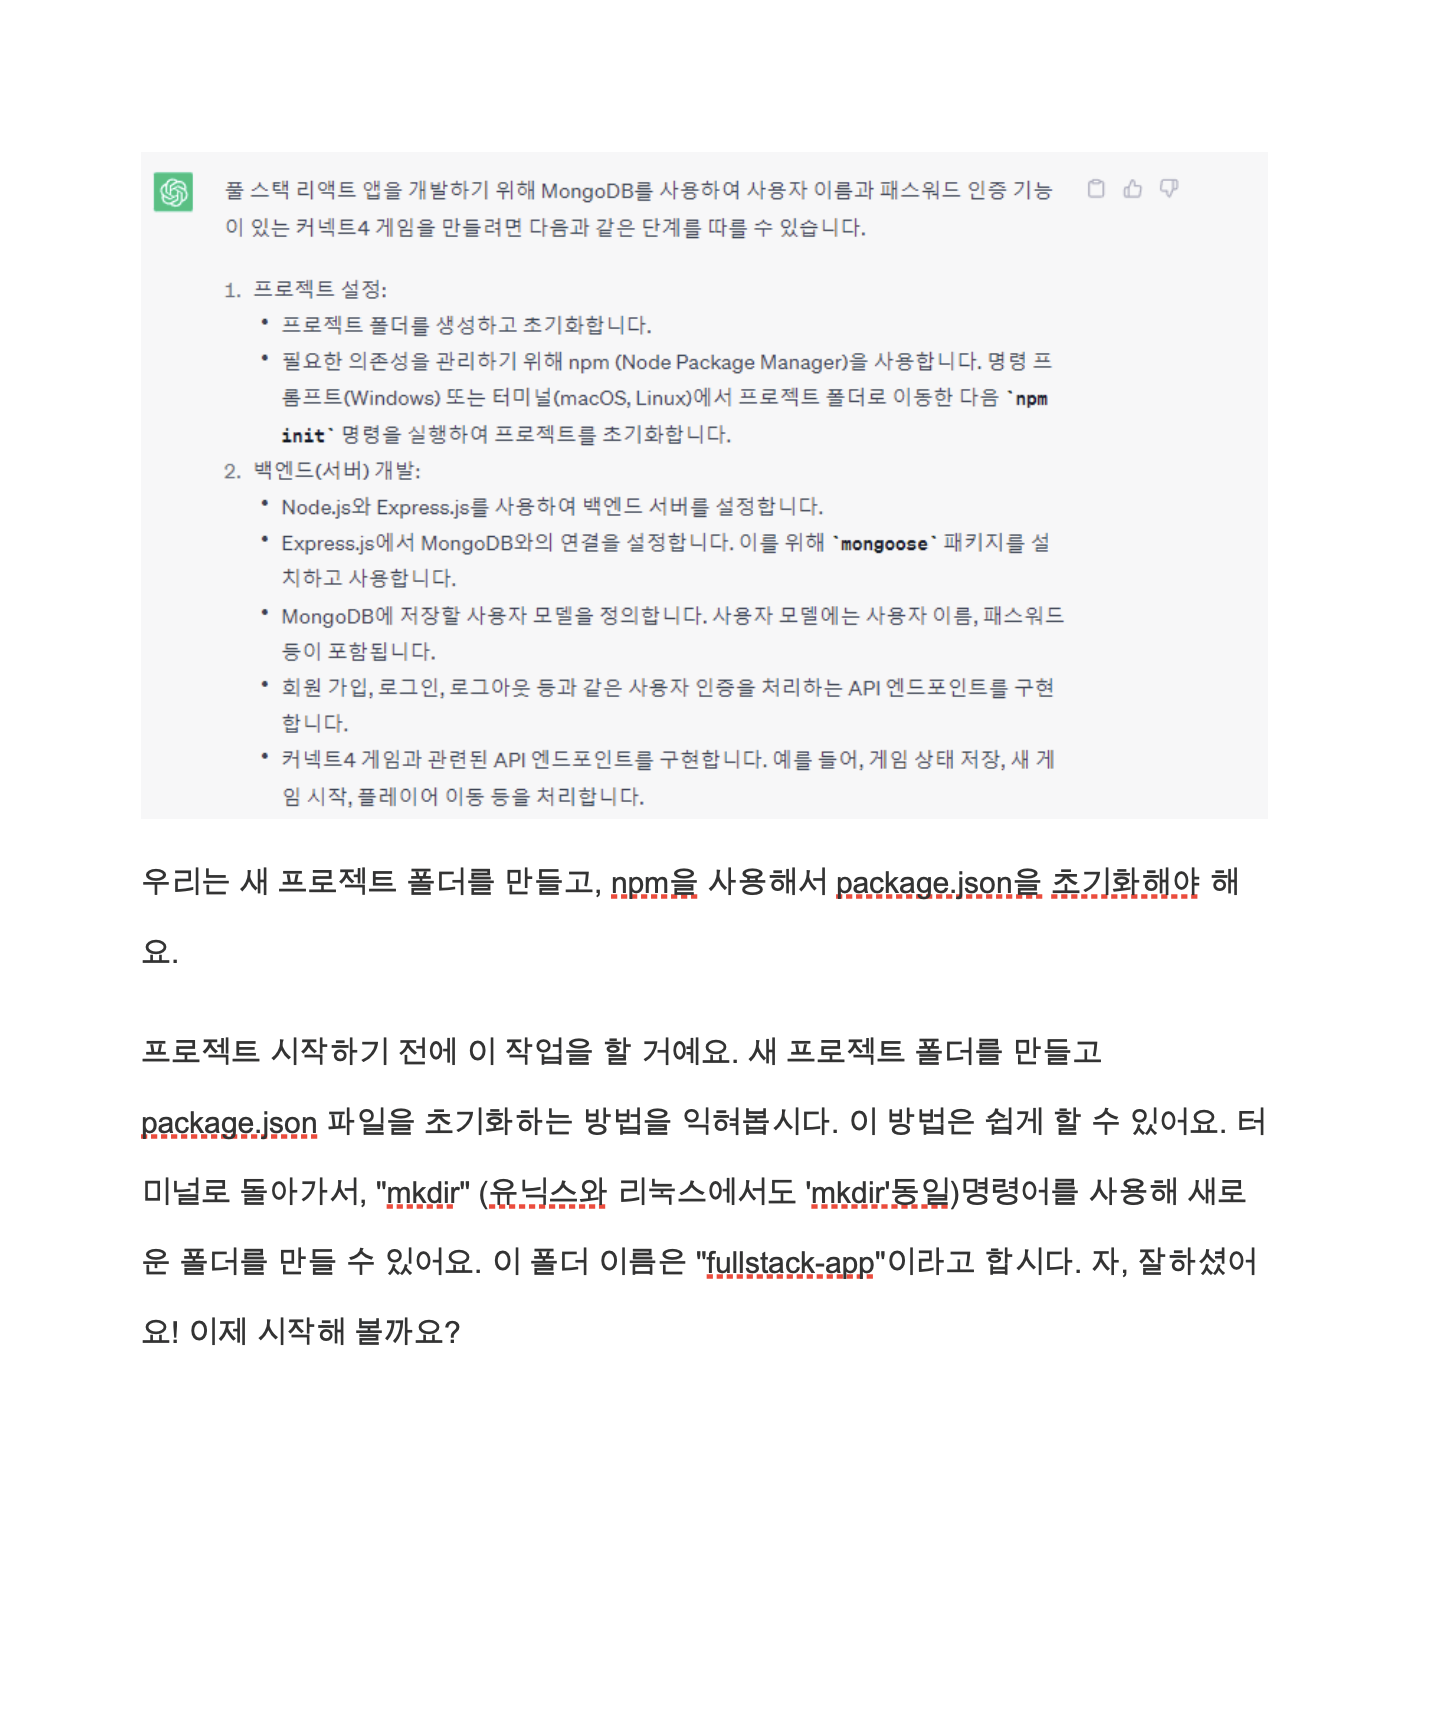 풀 스택 리액트 앱을 개발하기 위해 MongoDB를 사용하여 사용자 이름과 패스워드 인증 기능
이 있는 커넥트4 게임을 만들려면 다음과 같은 단계를 따를 수 있습니다.
1. 프로젝트 설정:
• 프로젝트 폴더를 생성하고 초기화합니다.
• 필요한 의존성을 관리하기 위해 npm (Node Package Manager)을 사용합니다. 명령 프
롬프트(Windows) 또는 터미널(macOS, Linux)에서 프로젝트 폴더로 이동한 다음 `npm
init` 명령을 실행하여 프로젝트를 초기화합니다.
2. 백엔드(서버) 개발:
• Node.js와 Express.js를 사용하여 백엔드 서버를 설정합니다.
• Express.js에서 MongoDB와의 연결을 설정합니다. 이를 위해 `mongoose` 패키지를 설
치하고 사용합니다.
• MongoDB에 저장할 사용자 모델을 정의합니다. 사용자 모델에는 사용자 이름, 패스워드
등이 포함됩니다.
• 회원 가입, 로그인, 로그아웃 등과 같은 사용자 인증을 처리하는 API 엔드포인트를 구현
합니다.
• 커넥트4 게임과 관련된 API 엔드포인트를 구현합니다. 예를 들어, 게임 상태 저장, 새 게
임 시작, 플레이어 이동 등을 처리합니다.
우리는 새 프로젝트 폴더를 만들고, npm을 사용해서 package.json을 초기화해야 해
요.
프로젝트 시작하기 전에 이 작업을 할 거예요. 새 프로젝트 폴더를 만들고
package.json 파일을 초기화하는 방법을 익혀봅시다. 이 방법은 쉽게 할 수 있어요. 터
미널로 돌아가서, "mkdir" (유닉스와 리눅스에서도 'mkdir'동일)명령어를 사용해 새로
운 폴더를 만들 수 있어요. 이 폴더 이름은 "fullstack-app"이라고 합시다. 자, 잘하셨어
요! 이제 시작해 볼까요?